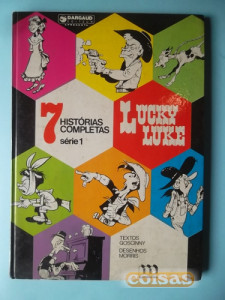 DARGAUD
7
HISTÓRIAS
COMPLETAS
série 1
LUCKY
LUKE
TEXTOS
GOSCINNY
DESENHOS
MORRIS
coisas